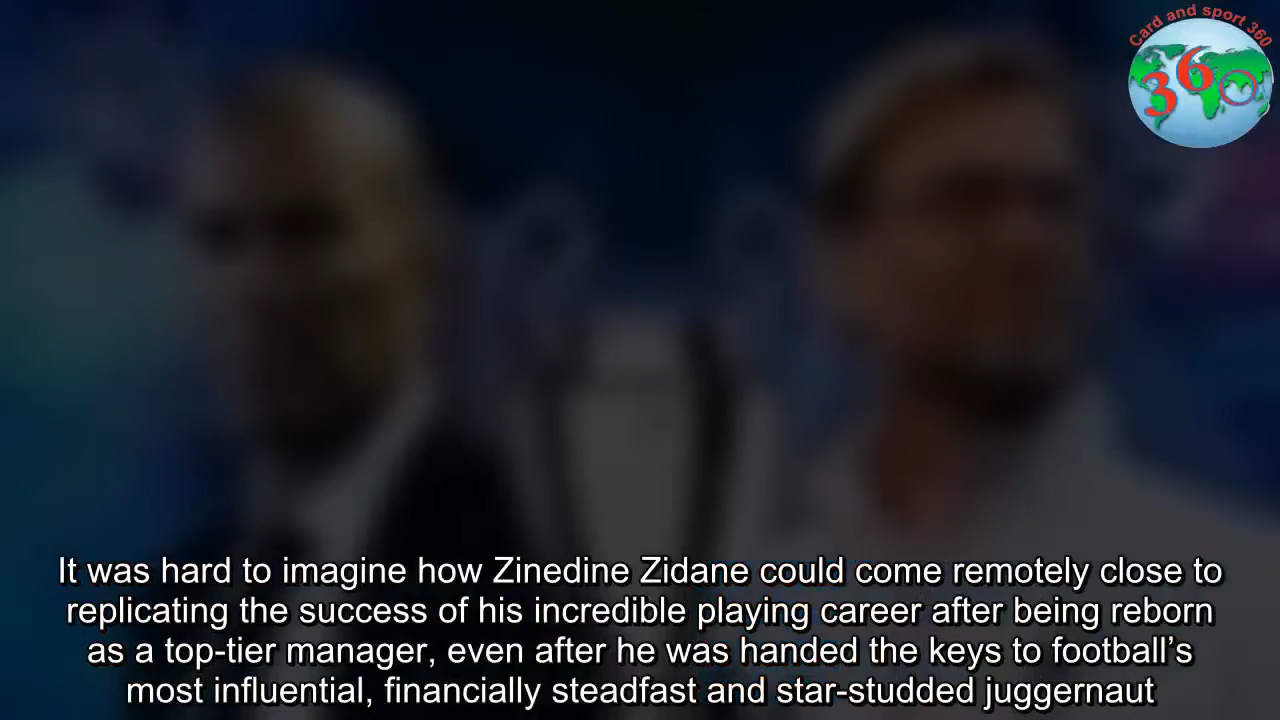 Card and sport 360
360
It was hard to imagine how Zinedine Zidane could come remotely close to
replicating the success of his incredible playing career after being reborn
as a top-tier manager, even after he was handed the keys to football’s
most influential, financially steadfast and star-studded juggernaut